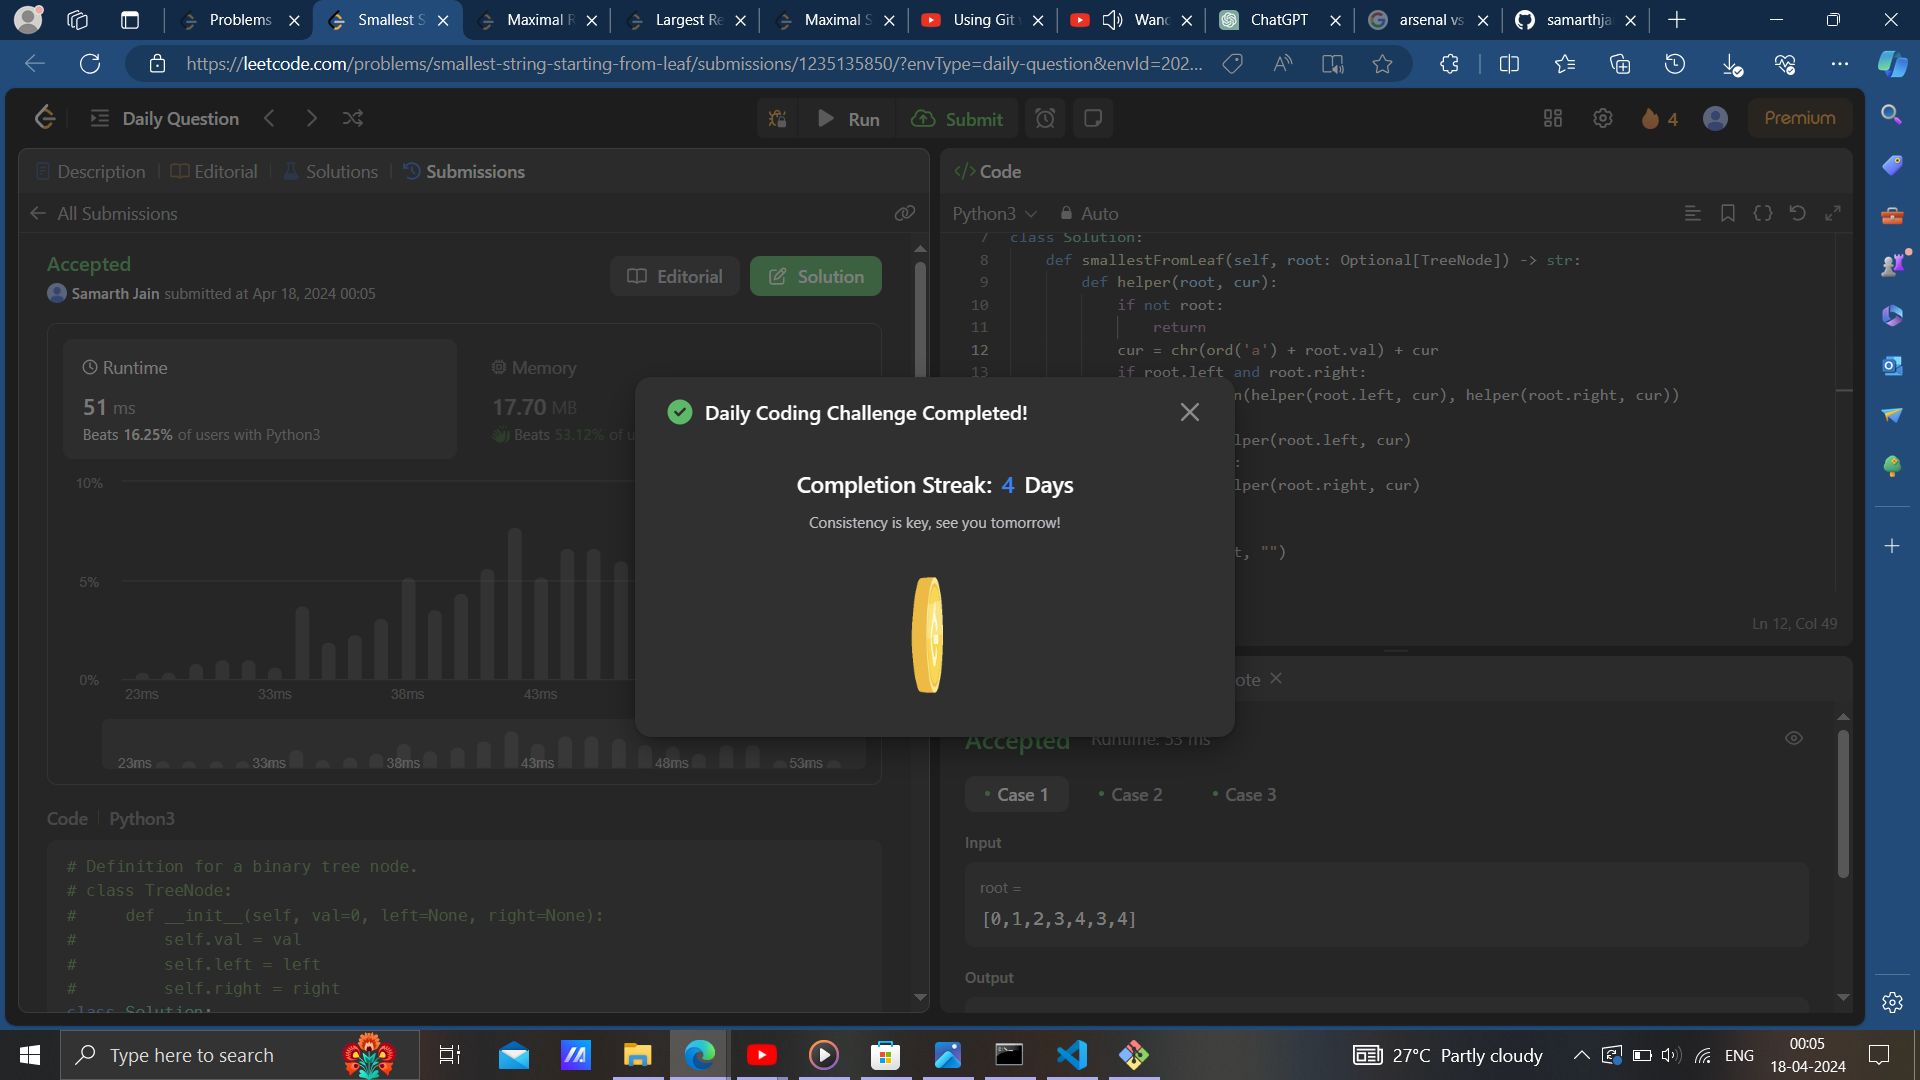 Problems
Smallest S
Maximal R
Largest Re
Maximal S
Using Git
Wanc
ChatGPT
arsenal vs
samarthja
https://leetcode.com/problems/smallest-string-starting-from-leaf/submissions/1235135850/?envType=daily-question&envId=202...
Daily Question
Run
Submit
4
Premium
Description
Editorial
Solutions
Submissions
All Submissions
Accepted
Samarth Jain submitted at Apr 18, 2024 00:05
Editorial
Solution
Runtime
51 ms
Beats 16.25% of users with Python3
Memory
17.70 MB
Beats 53.12% of u
10%
5%
0%
23ms 33ms 38ms 43ms
23ms 33ms 38ms 43ms 48ms 53ms
Code | Python3
# Definition for a binary tree node.
# class TreeNode:
#     def __init__(self, val=0, left=None, right=None):
#         self.val = val
#         self.left = left
#         self.right = right
class Solution:
Daily Coding Challenge Completed!
Completion Streak: 4 Days
Consistency is key, see you tomorrow!
</> Code
Python3
Auto
7 class Solution:
8     def smallestFromLeaf(self, root: Optional[TreeNode]) -> str:
9         def helper(root, cur):
10             if not root:
11                 return
12             cur = chr(ord('a') + root.val) + cur
13             if root.left and root.right:
n(helper(root.left, cur), helper(root.right, cur))
lper(root.left, cur)
:
lper(root.right, cur)
t, "")
Ln 12, Col 49
ote
Accepted Runtime: 55 ms
Case 1
Case 2
Case 3
Input
root =
[0,1,2,3,4,3,4]
Output
Type here to search
27°C Partly cloudy
ENG
00:05
18-04-2024